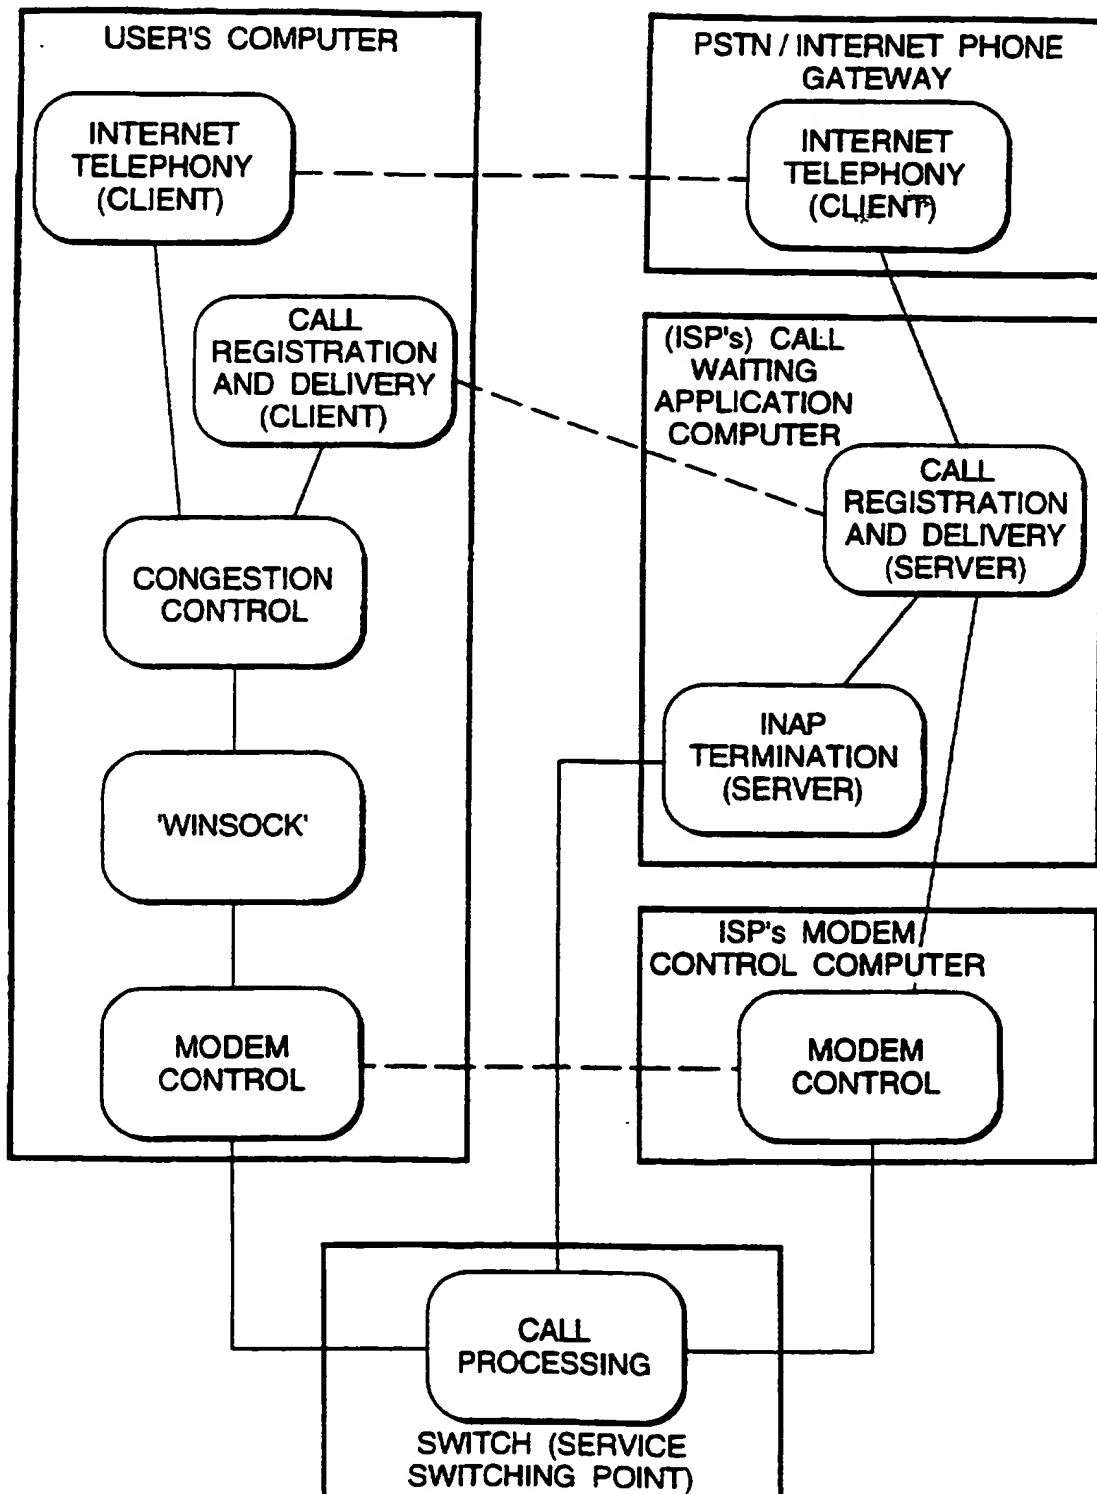 USER'S COMPUTER
INTERNET
TELEPHONY
(CLIENT)
CALL
REGISTRATION
AND DELIVERY
(CLIENT)
CONGESTION
CONTROL
'WINSOCK'
MODEM
CONTROL
PSTN / INTERNET PHONE
GATEWAY
INTERNET
TELEPHONY
(CLIENT)
(ISP's) CALL
WAITING
APPLICATION
COMPUTER
CALL
REGISTRATION
AND DELIVERY
(SERVER)
INAP
TERMINATION
(SERVER)
ISP's MODEM
CONTROL COMPUTER
MODEM
CONTROL
CALL
PROCESSING
SWITCH (SERVICE
SWITCHING POINT)